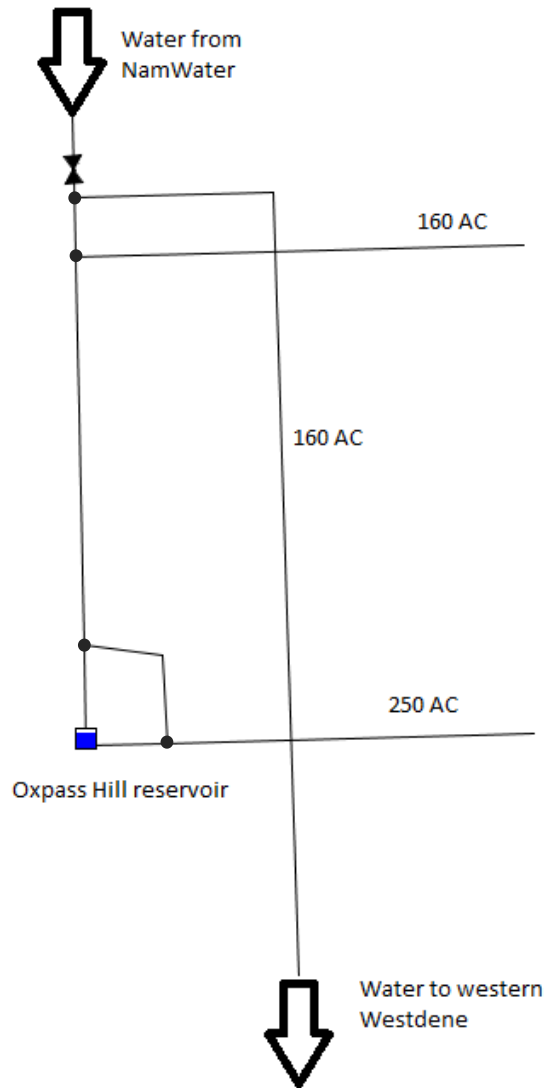 Water from
NamWater
160 AC
160 AC
250 AC
Oxpass Hill reservoir
Water to western
Westdene